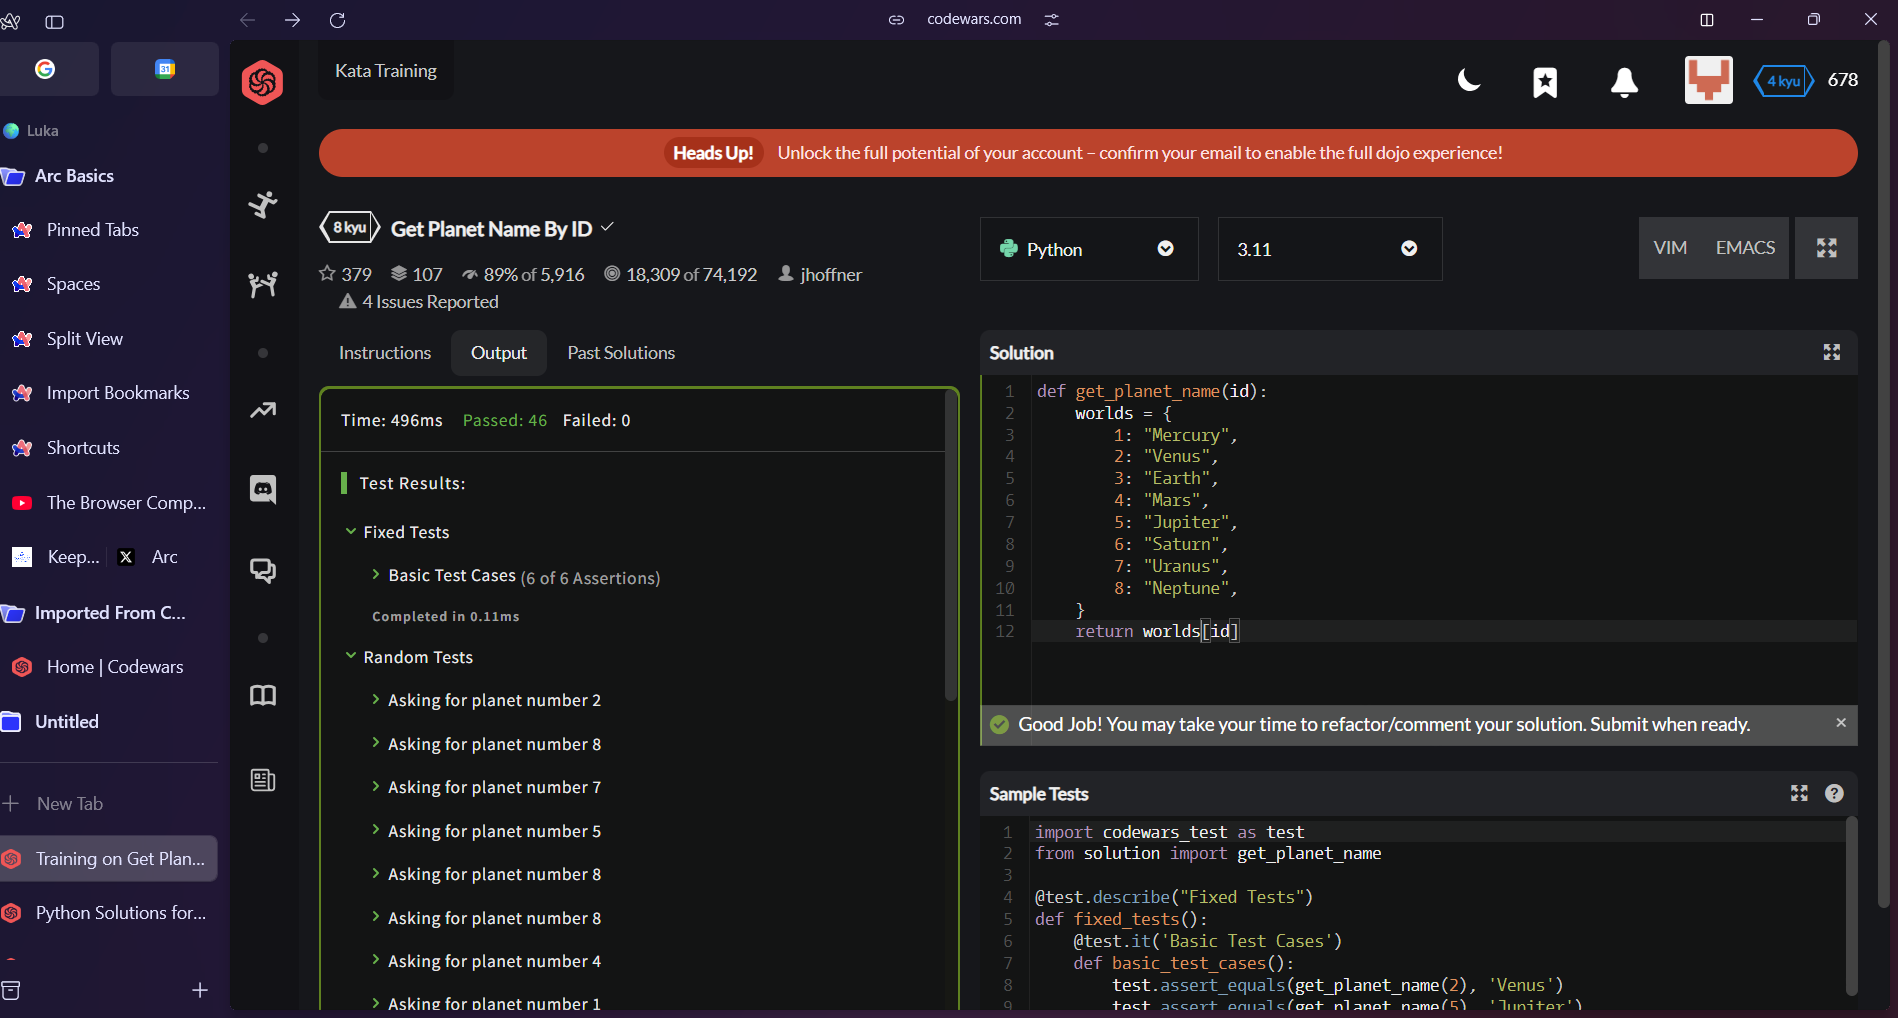 codewars.com
31
Luka
Arc Basics
Pinned Tabs
Spaces
Split View
Import Bookmarks
Shortcuts
The Browser Comp...
Keep... X Arc
Imported From C...
Home | Codewars
Untitled
New Tab
Training on Get Plan...
Python Solutions for...
Kata Training
4 kyu 678
Heads Up! Unlock the full potential of your account – confirm your email to enable the full dojo experience!
8 kyu Get Planet Name By ID
379 107 89% of 5,916 18,309 of 74,192 jhoffner
4 Issues Reported
Python
3.11
VIM EMACS
Instructions Output Past Solutions
Time: 496ms Passed: 46 Failed: 0
Test Results:
Fixed Tests
Basic Test Cases (6 of 6 Assertions)
Completed in 0.11ms
Random Tests
Asking for planet number 2
Asking for planet number 8
Asking for planet number 7
Asking for planet number 5
Asking for planet number 8
Asking for planet number 8
Asking for planet number 4
Asking for planet number 1
Solution
1 def get_planet_name(id):
2 worlds = {
3 1: "Mercury",
4 2: "Venus",
5 3: "Earth",
6 4: "Mars",
7 5: "Jupiter",
8 6: "Saturn",
9 7: "Uranus",
10 8: "Neptune",
11 }
12 return worlds[id]
Good Job! You may take your time to refactor/comment your solution. Submit when ready.
Sample Tests
1 import codewars_test as test
2 from solution import get_planet_name
3
4 @test.describe("Fixed Tests")
5 def fixed_tests():
6 @test.it('Basic Test Cases')
7 def basic_test_cases():
8 test.assert_equals(get_planet_name(2), 'Venus')
9 test.assert_equals(get_planet_name(5), 'Jupiter')